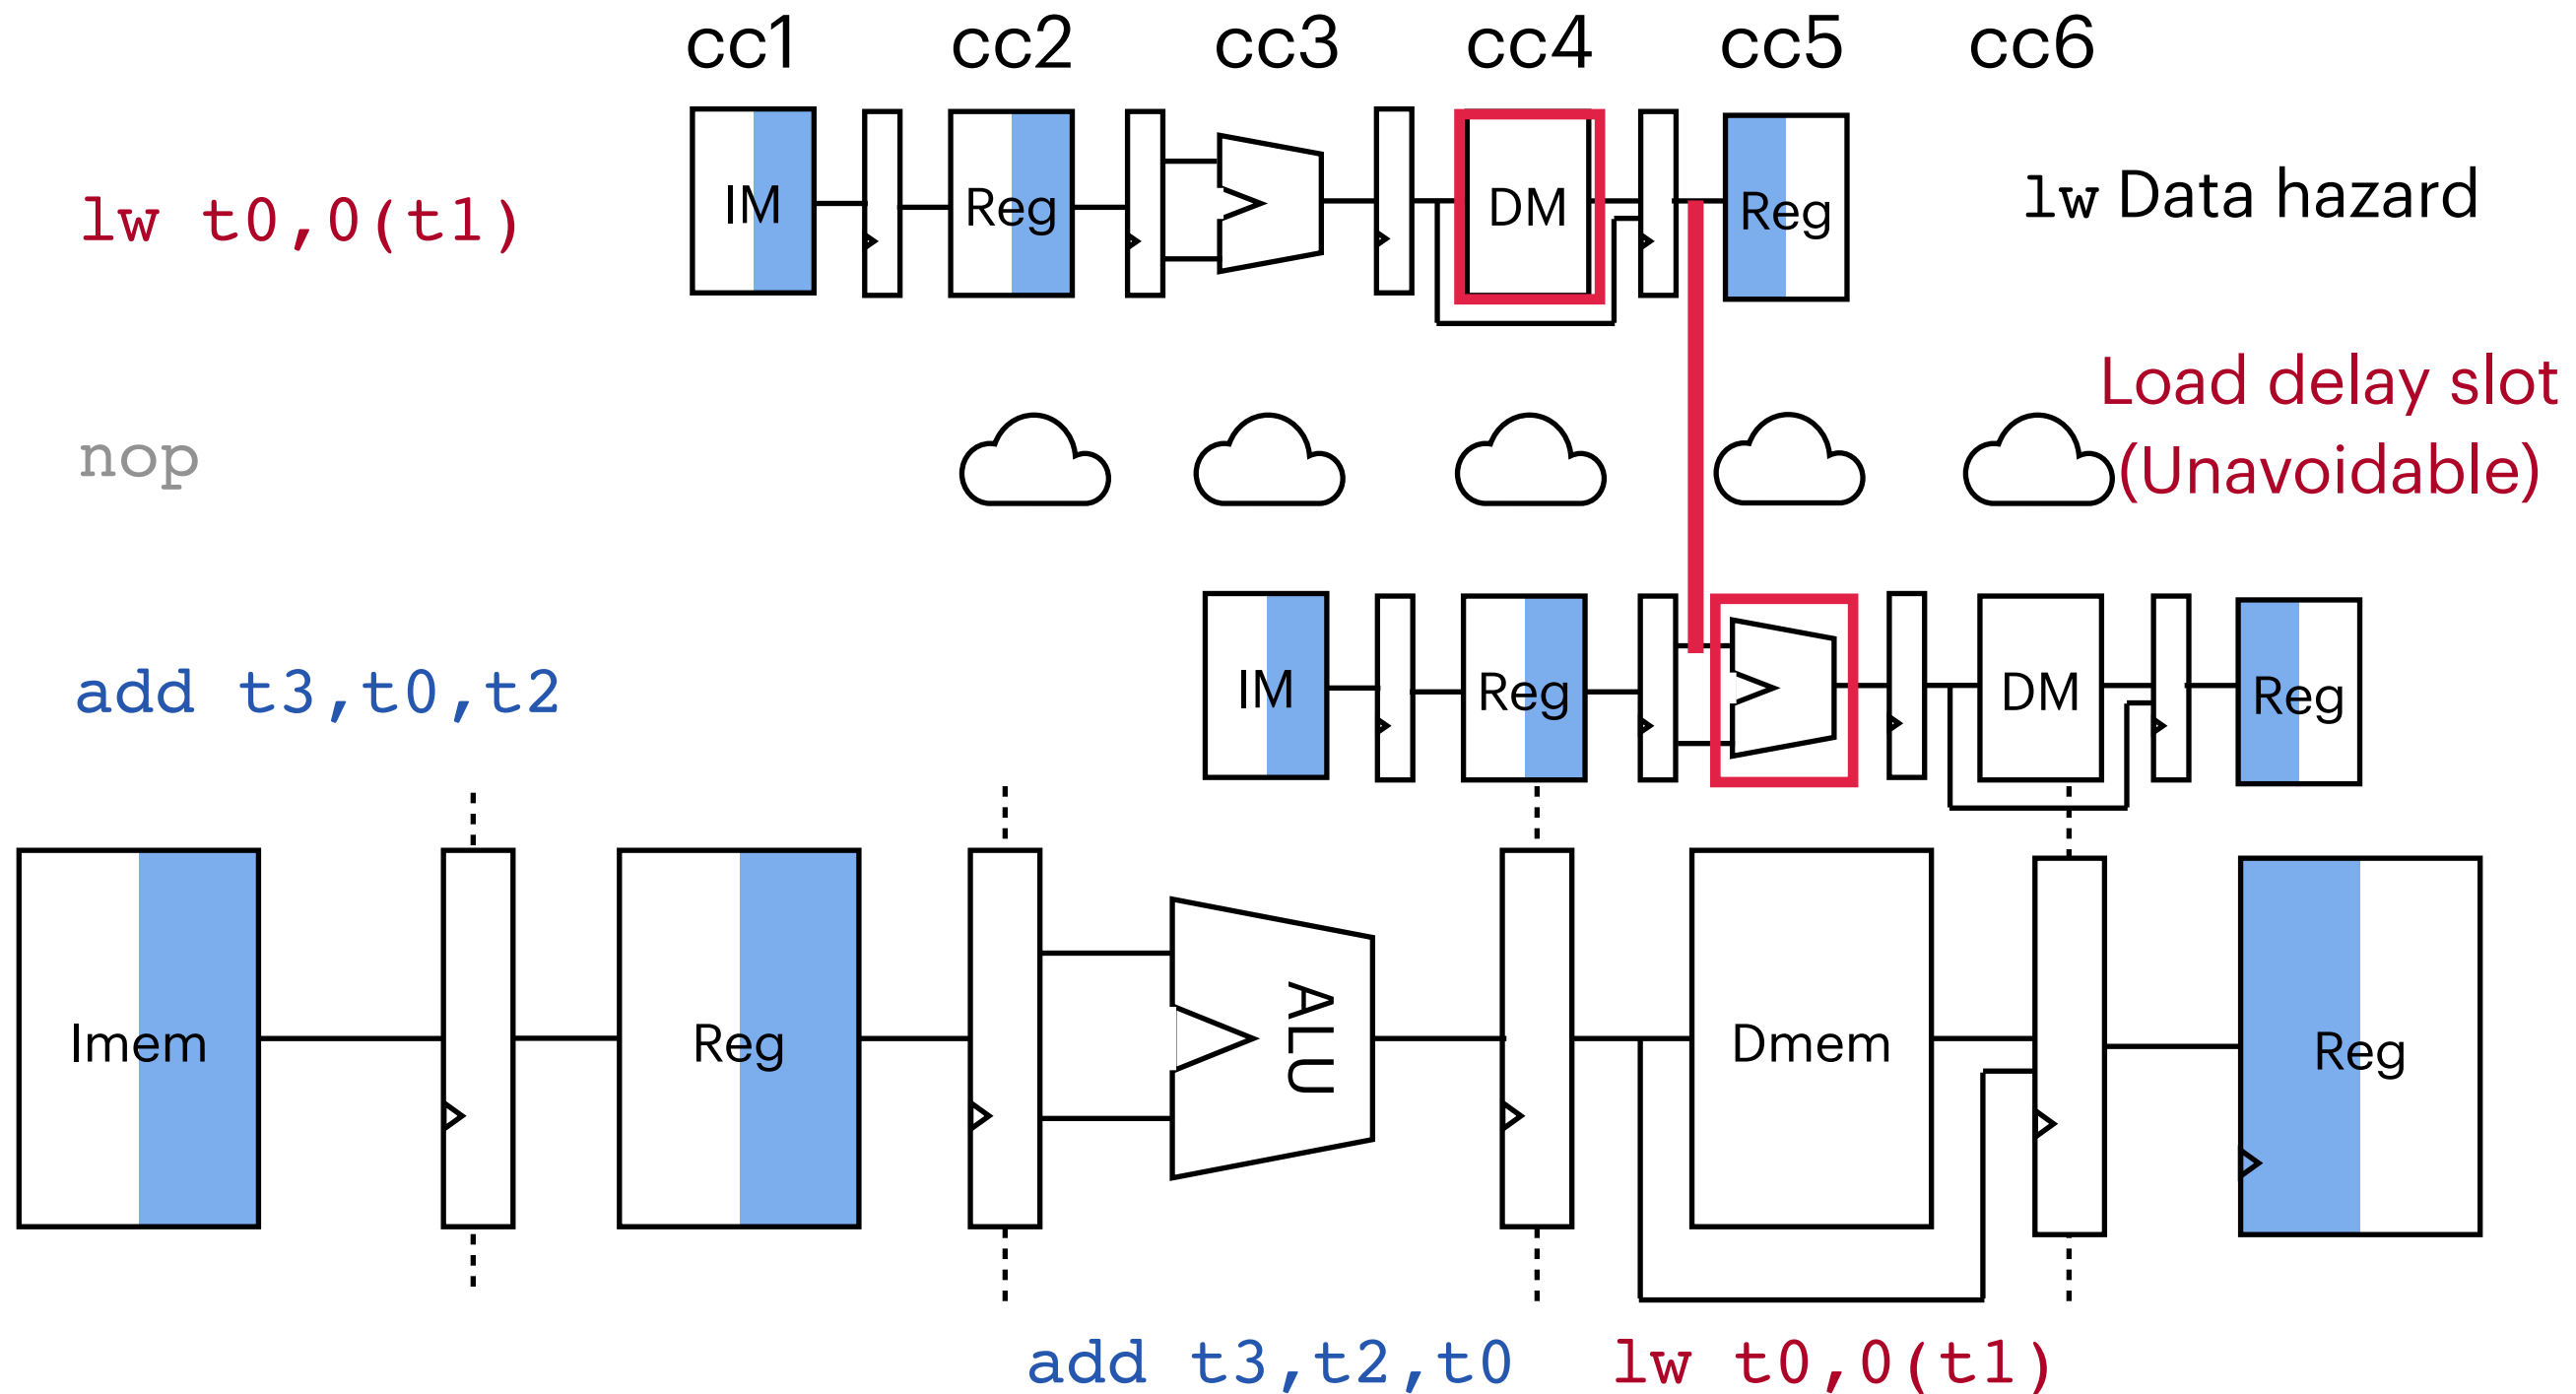 cc1 cc2 cc3 cc4 cc5 cc6
lw t0,0(t1) IM Reg DM Reg lw Data hazard
Load delay slot
nop (Unavoidable)
add t3,t0,t2 IM Reg DM Reg
Imem Reg ALU Dmem Reg
add t3,t2,t0 lw t0,0(t1)